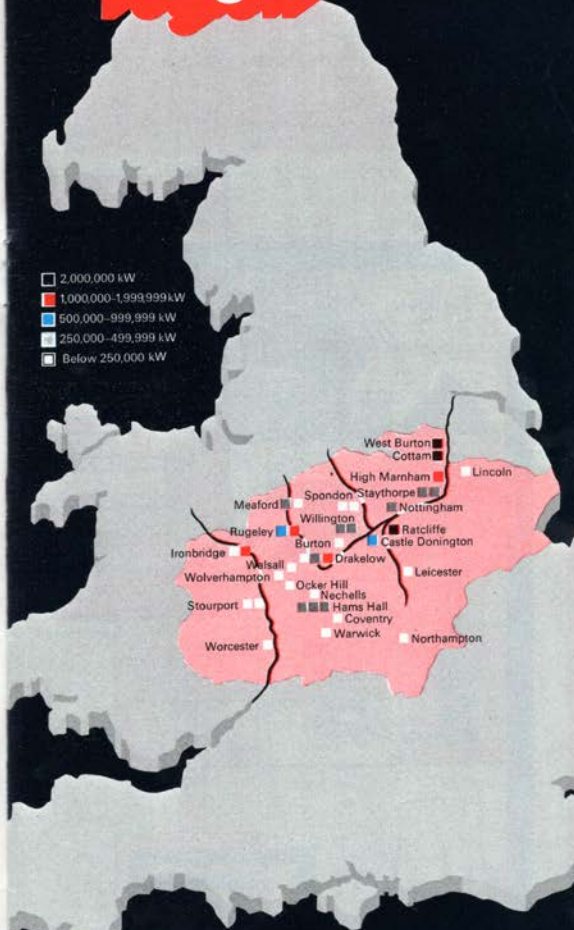 2,000,000 kW
1,000,000-1,999,999 kW
500,000-999,999 kW
250,000-499,999 kW
Below 250,000 kW
West Burton
Cottam
High Marnham
Lincoln
Spondon
Staythorpe
Meaford
Nottingham
Willington
Rugeley
Ratcliffe
Burton
Castle Donington
Ironbridge
Drakelow
Walsall
Wolverhampton
Leicester
Ocker Hill
Nechells
Stourport
Hams Hall
Coventry
Warwick
Northampton
Worcester